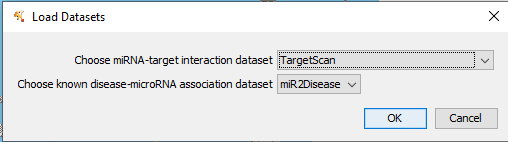 Load Datasets
Choose miRNA-target interaction dataset TargetScan
Choose known disease-microRNA association dataset miR2Disease
OK Cancel